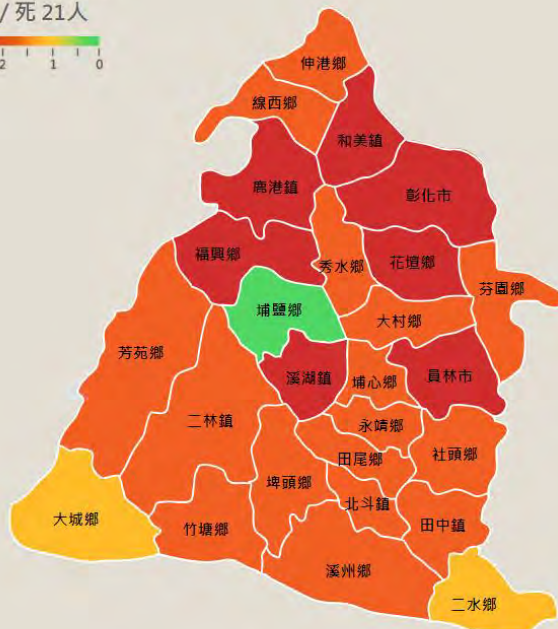 / 死 21人
2 1 0
伸港鄉
線西鄉
和美鎮
鹿港鎮
彰化市
福興鄉
秀水鄉
花壇鄉
芬園鄉
埔鹽鄉
大村鄉
芳苑鄉
溪湖鎮
埔心鄉
員林市
二林鎮
永靖鄉
田尾鄉
社頭鄉
埤頭鄉
北斗鎮
大城鄉
竹塘鄉
田中鎮
溪州鄉
二水鄉